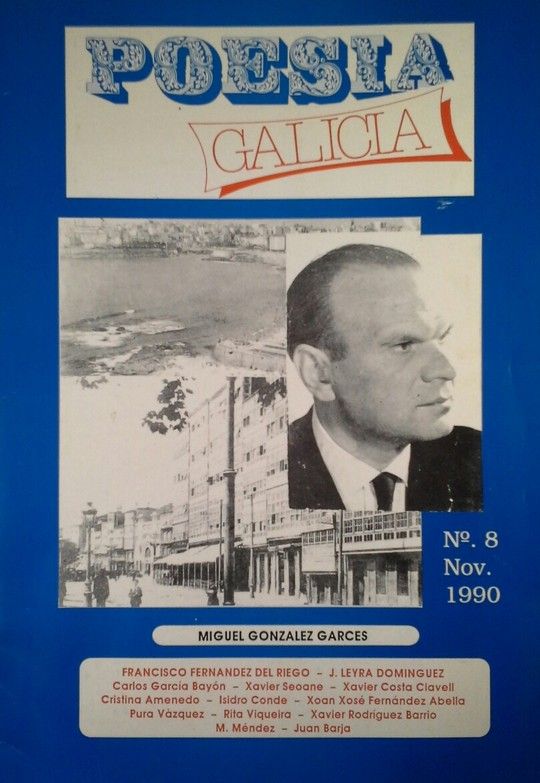 POESIA
GALICIA
Nº. 8
Nov.
1990
MIGUEL GONZALEZ GARCES
FRANCISCO FERNANDEZ DEL RIEGO – J. LEYRA DOMINGUEZ
Carlos García Bayón – Xavier Seoane – Xavier Costa Clavell
Cristina Amenedo – Isidro Conde – Xoan Xosé Fernández Abella
Pura Vázquez – Rita Viqueira – Xavier Rodríguez Barrio
M. Méndez – Juan Barja